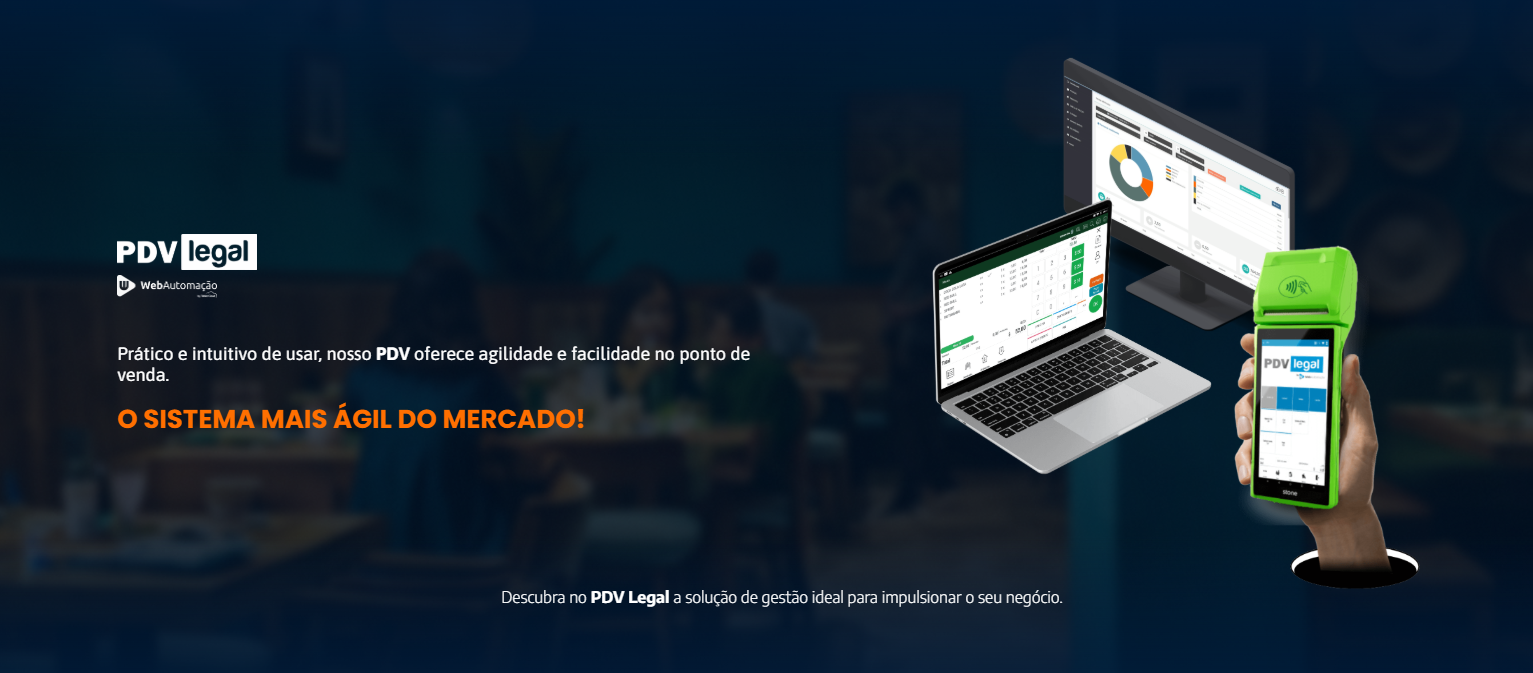 PDV legal
WebAutomação
Prático e intuitivo de usar, nosso PDV oferece agilidade e facilidade no ponto de
venda.
O SISTEMA MAIS ÁGIL DO MERCADO!
PDV legal
stone
Descubra no PDV Legal a solução de gestão ideal para impulsionar o seu negócio.